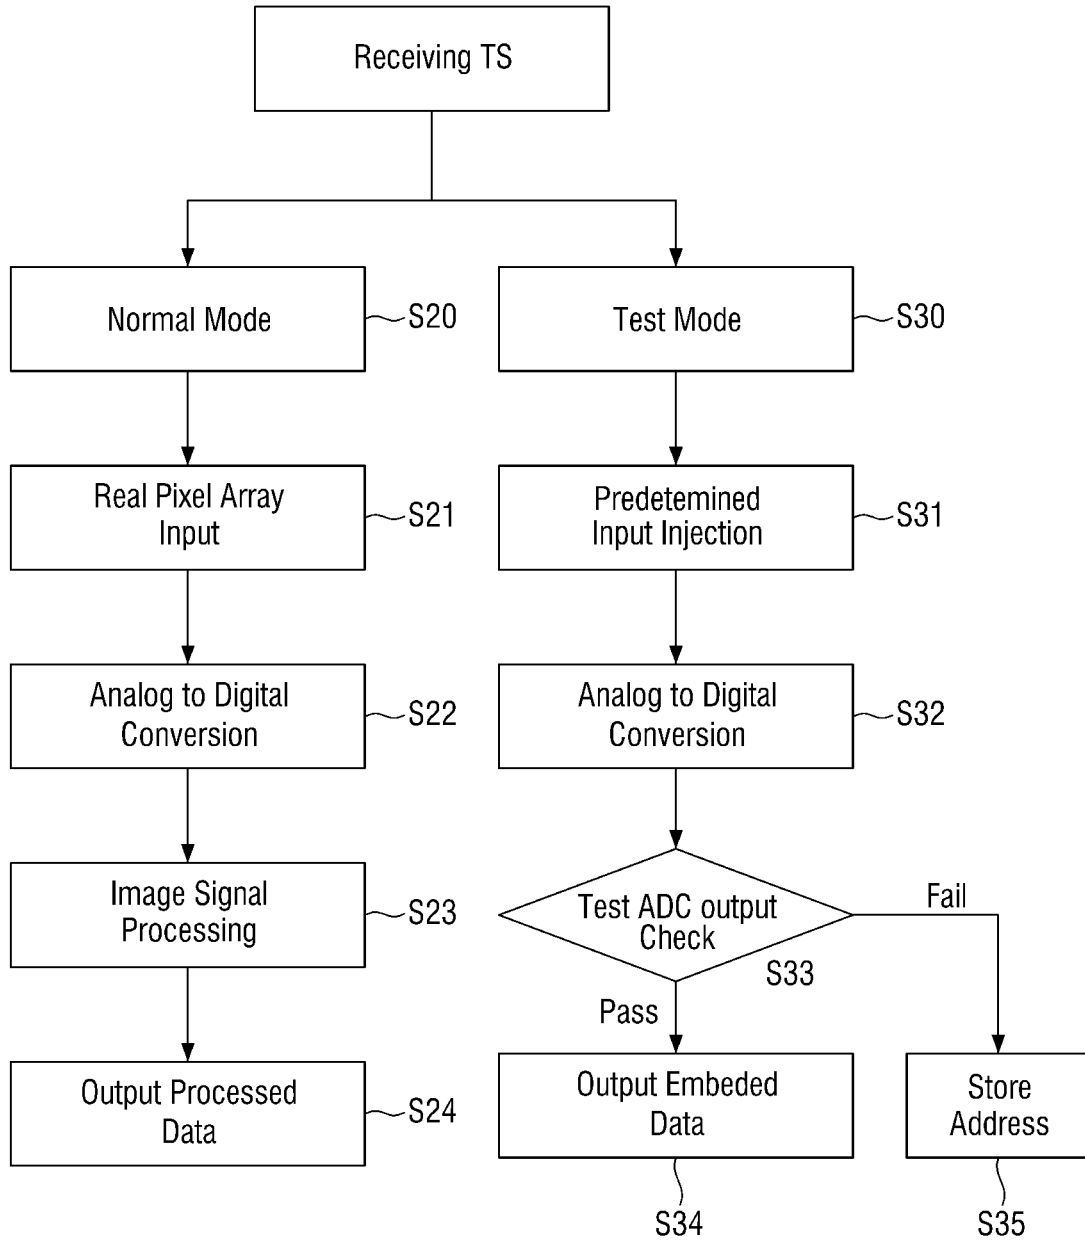 Receiving TS
Normal Mode
S20
Test Mode
S30
Real Pixel Array
Input
S21
Predetemined
Input Injection
S31
Analog to Digital
Conversion
S22
Analog to Digital
Conversion
S32
Image Signal
Processing
S23
Test ADC output
Check
S33
Fail
Pass
Output Processed
Data
S24
Output Embeded
Data
S34
Store
Address
S35